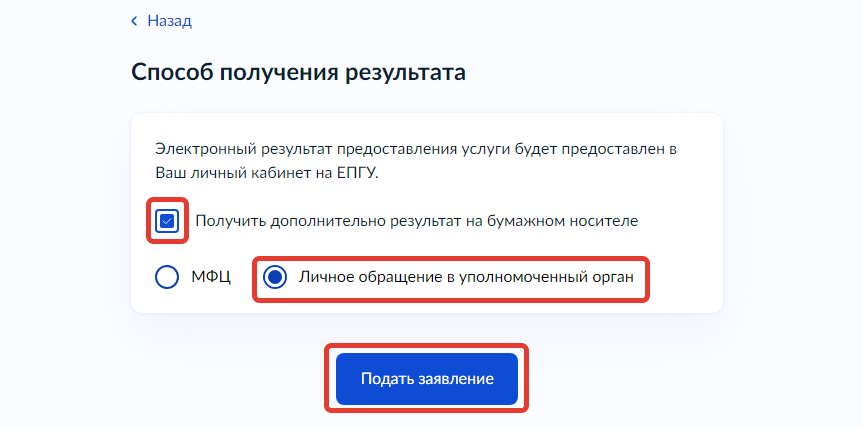 Назад
Способ получения результата
Электронный результат предоставления услуги будет предоставлен в
Ваш личный кабинет на ЕПГУ.
Получить дополнительно результат на бумажном носителе
МФЦ Личное обращение в уполномоченный орган
Подать заявление